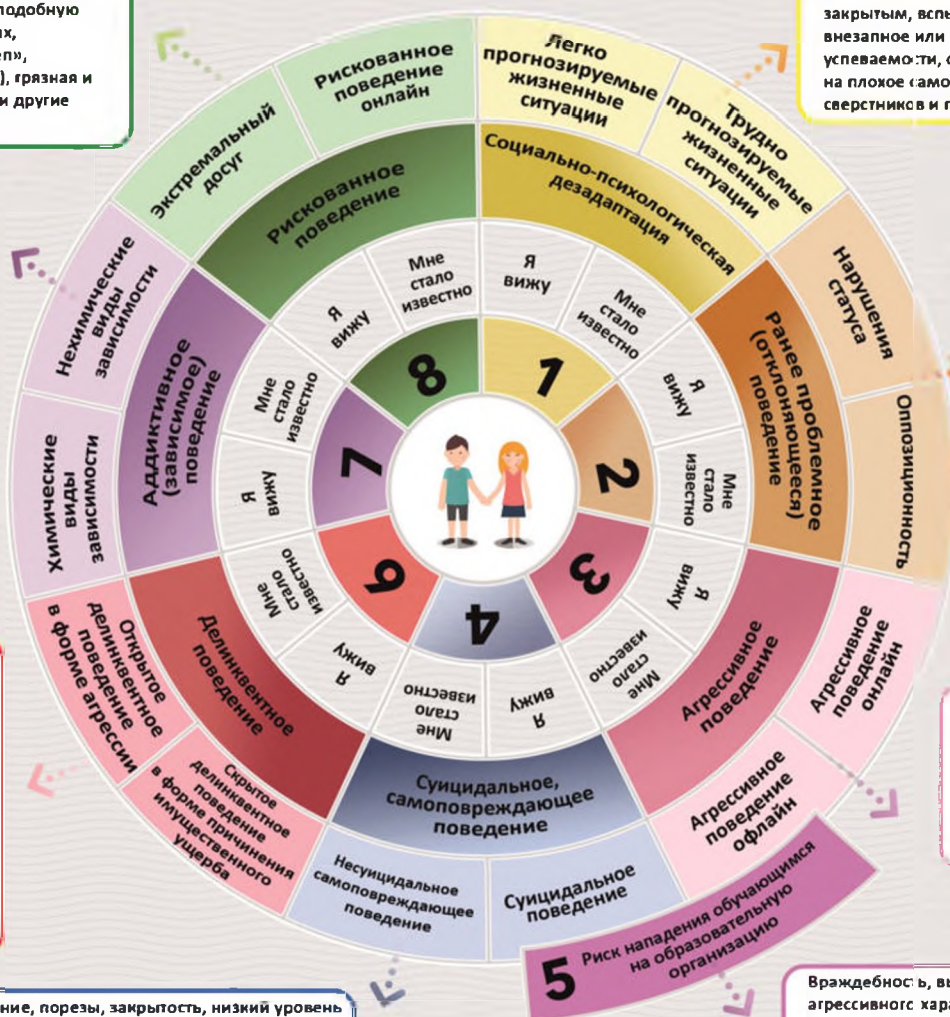 подобную
ах,
еп»,
), грязная и
и другие
закрытым, вспы
внезапное или
успеваемости, с
на плохое само
сверстников и п
Рискованное
поведение
онлайн
Легко
прогнозируемые
жизненные
ситуации
Трудно
прогнозируемые
жизненные
ситуации
Экстремальный
досуг
Рискованное
поведение
Социально-психологическая
дезадаптация
Нарушения
статуса
Нехимические
виды
зависимости
Мне
стало
известно
Я
вижу
Я
вижу
Мне
стало
известно
Ранее проблемное
(отклоняющееся)
поведение
Аддиктивное
(зависимое)
поведение
8
1
Мне
стало
известно
Я
вижу
Оппозиционность
7
2
Химические
виды
зависимости
Я
вижу
Мне
стало
известно
6
3
4
Мне
стало
известно
Я
вижу
Я
вижу
Мне
стало
известно
Мне
стало
известно
Я
вижу
Открытое
делинквентное
поведение
в форме агрессии
Делинквентное
поведение
Агрессивное
поведение
Агрессивное
поведение
онлайн
Скрытое
делинквентное
поведение
в форме причинения
имущественного
ущерба
Суицидальное,
самоповреждающее
поведение
Агрессивное
поведение
офлайн
Несуицидальное
самоповреждающее
поведение
Суицидальное
поведение
5
Риск нападения обучающимся
на образовательную
организацию
ние, порезы, закрытость, низкий уровень
Враждебность, вы
агрессивного хара